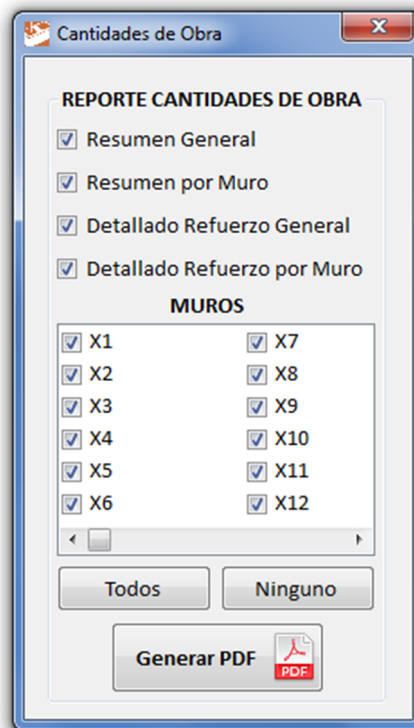 Cantidades de Obra
REPORTE CANTIDADES DE OBRA
Resumen General
Resumen por Muro
Detallado Refuerzo General
Detallado Refuerzo por Muro
MUROS
X1 X7
X2 X8
X3 X9
X4 X10
X5 X11
X6 X12
Todos Ninguno
Generar PDF PDF